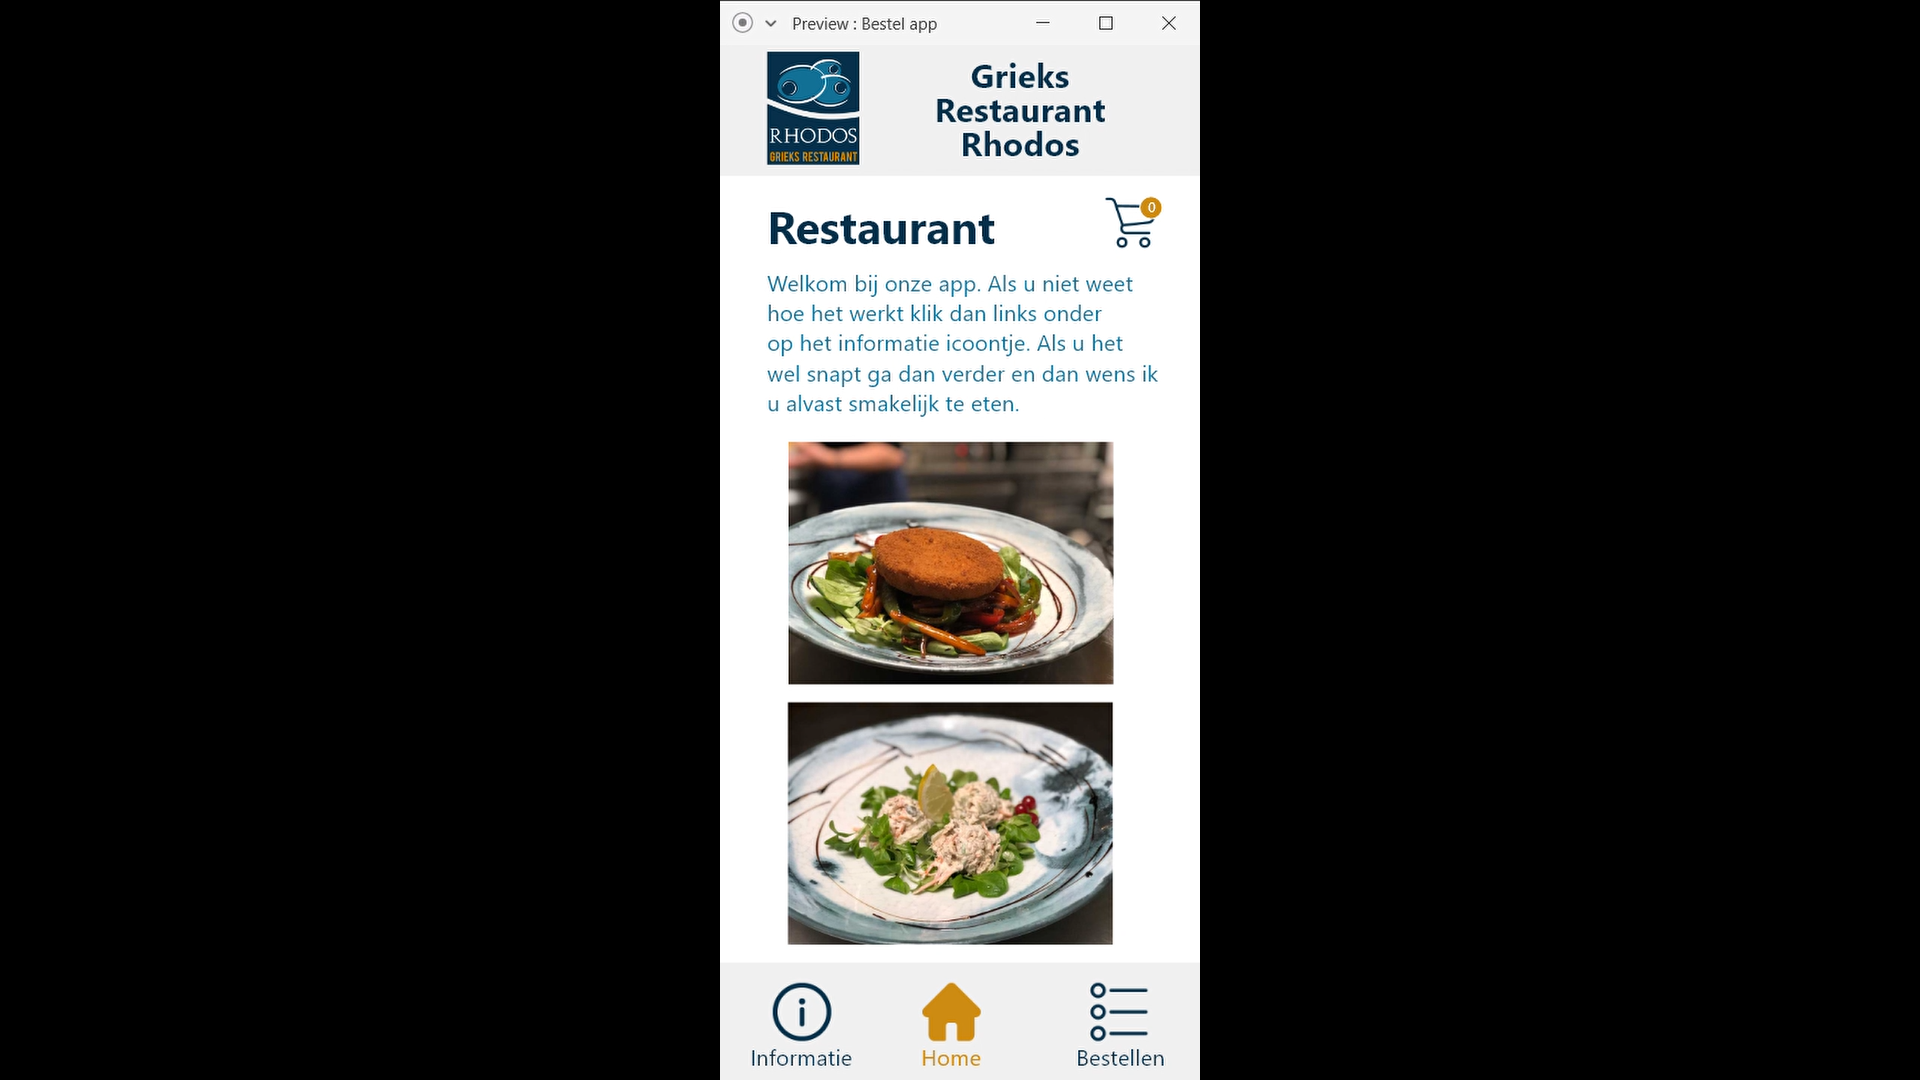 Preview : Bestel app
RHODOS
GRIEKS RESTAURANT
Grieks
Restaurant
Rhodos
Restaurant
0
Welkom bij onze app. Als u niet weet
hoe het werkt klik dan links onder
op het informatie icoontje. Als u het
wel snapt ga dan verder en dan wens ik
u alvast smakelijk te eten.
Informatie
Home
Bestellen